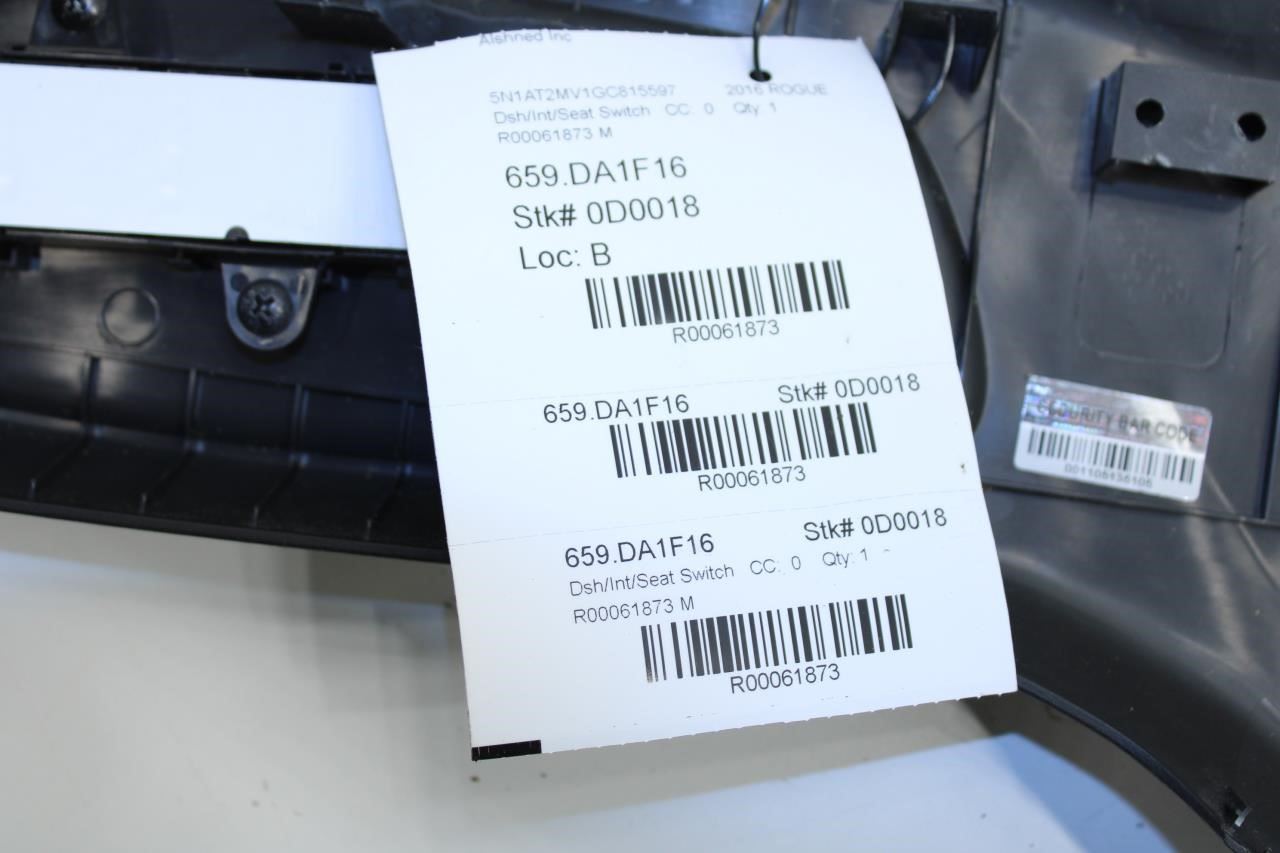 Alshned Inc
5N1AT2MV1GC815597 2016 ROGUE
Dsh/Int/Seat Switch CC: 0 Qty: 1
R00061873 M
659.DA1F16
Stk# 0D0018
Loc: B
R00061873
659.DA1F16 Stk# 0D0018
R00061873
659.DA1F16 Stk# 0D0018
Dsh/Int/Seat Switch CC: 0 Qty: 1
R00061873 M
R00061873
SECURITY BAR CODE